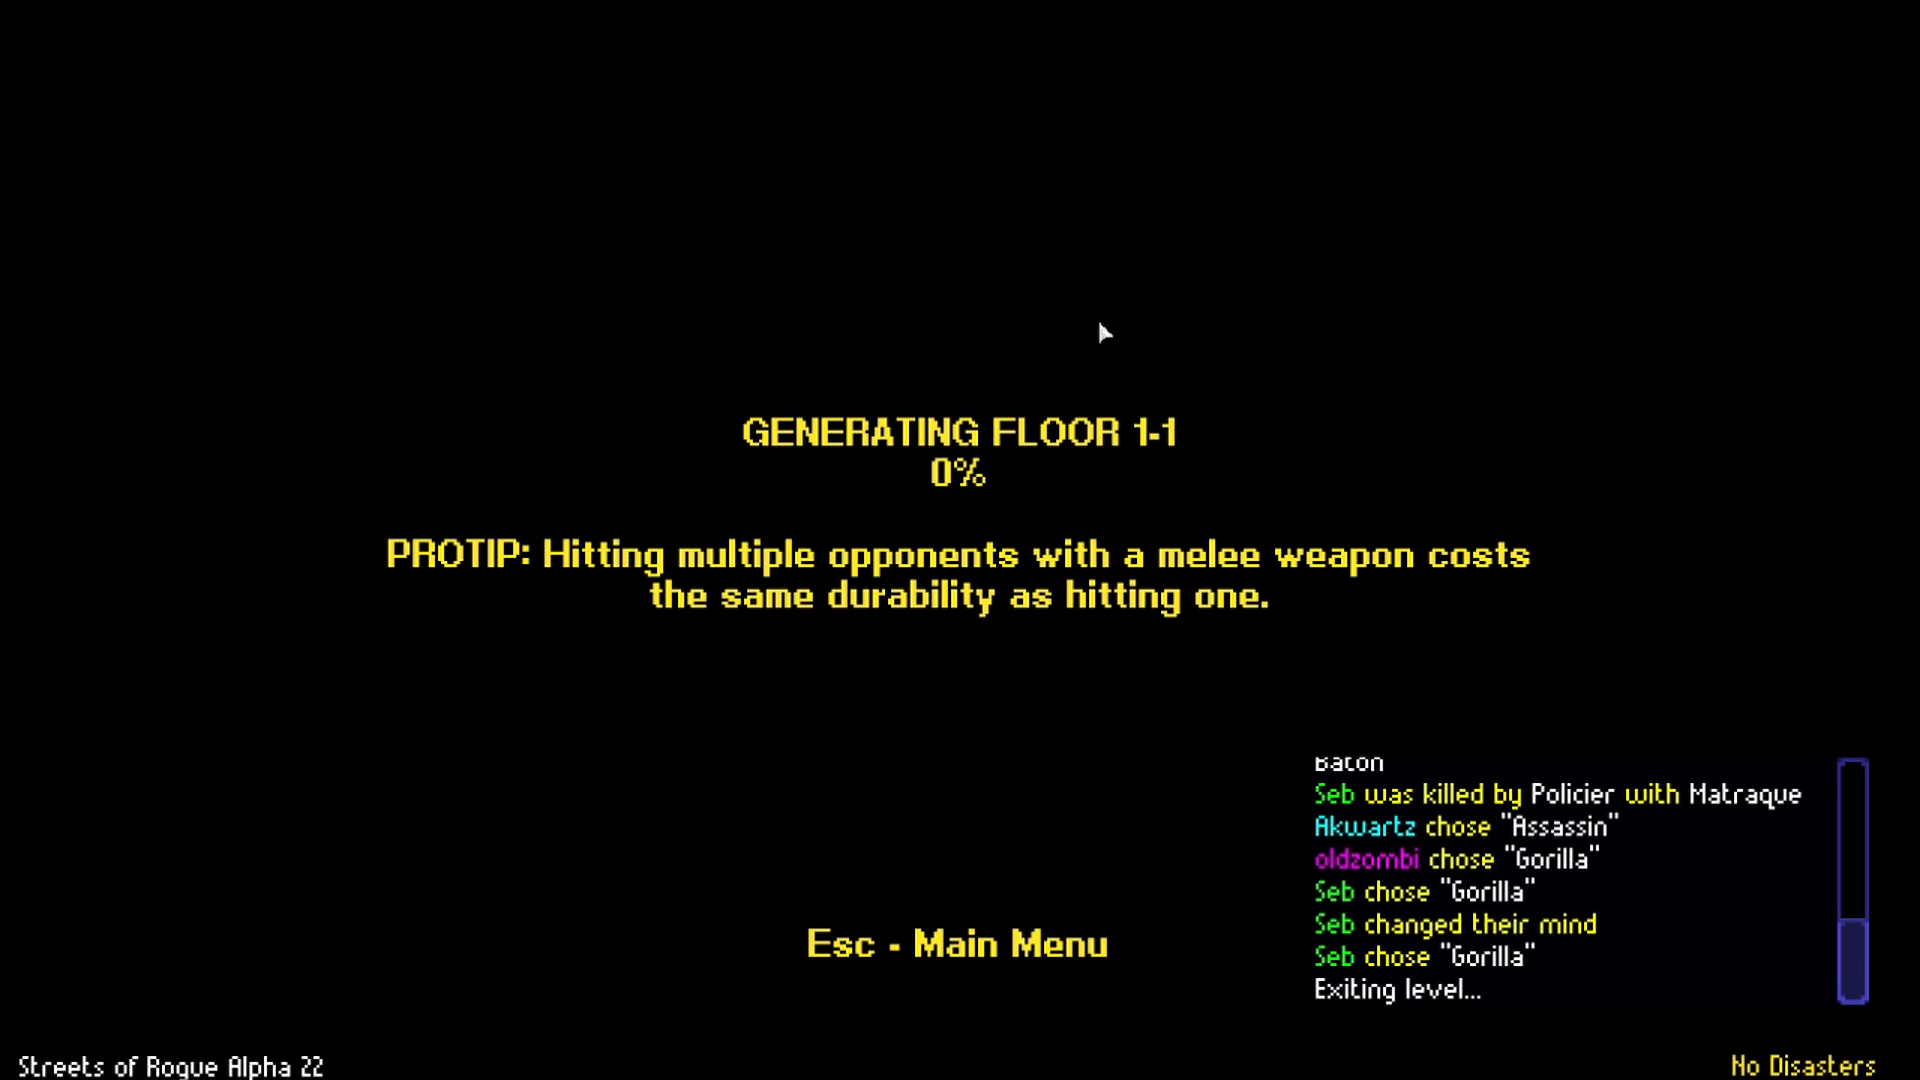 GENERATING FLOOR 1-1
0%
PROTIP: Hitting multiple opponents with a melee weapon costs
the same durability as hitting one.
Baton
Seb was killed by Policier with Matraque
Akwartz chose "Assassin"
oldzombi chose "Gorilla"
Seb chose "Gorilla"
Seb changed their mind
Seb chose "Gorilla"
Exiting level...
Esc - Main Menu
Streets of Rogue Alpha 22
No Disasters